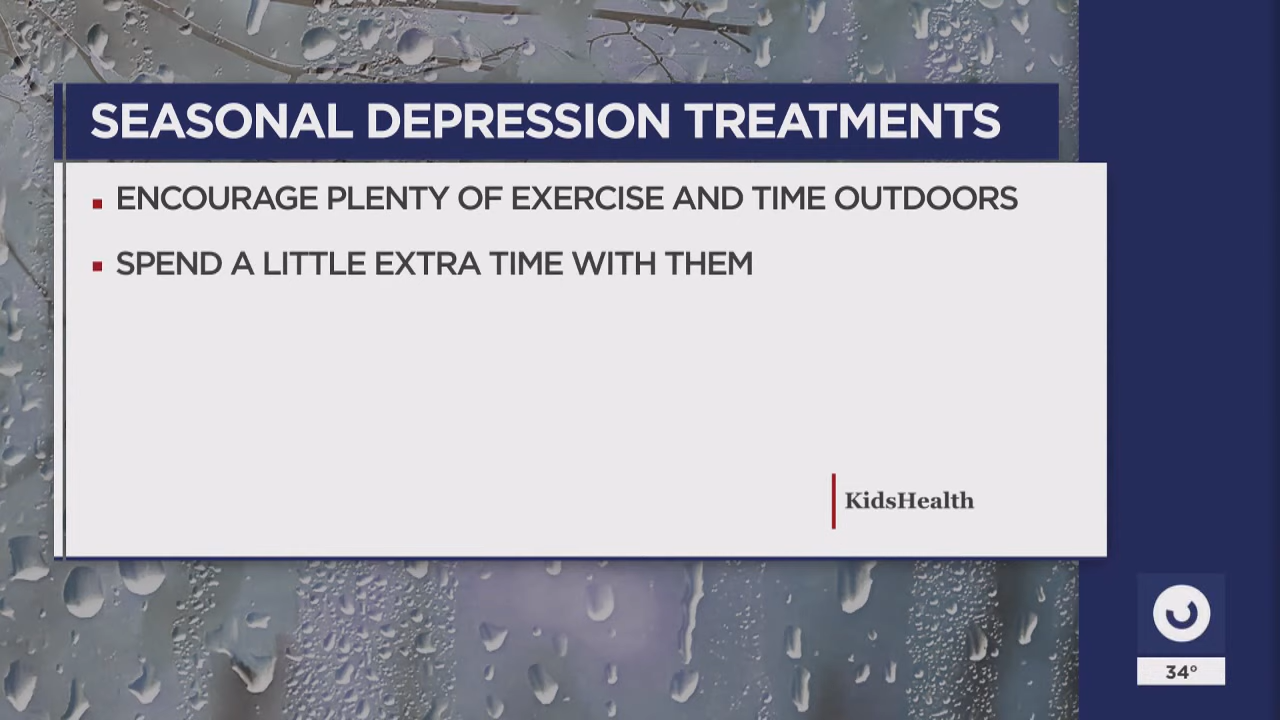 SEASONAL DEPRESSION TREATMENTS
ENCOURAGE PLENTY OF EXERCISE AND TIME OUTDOORS
SPEND A LITTLE EXTRA TIME WITH THEM
KidsHealth
34°